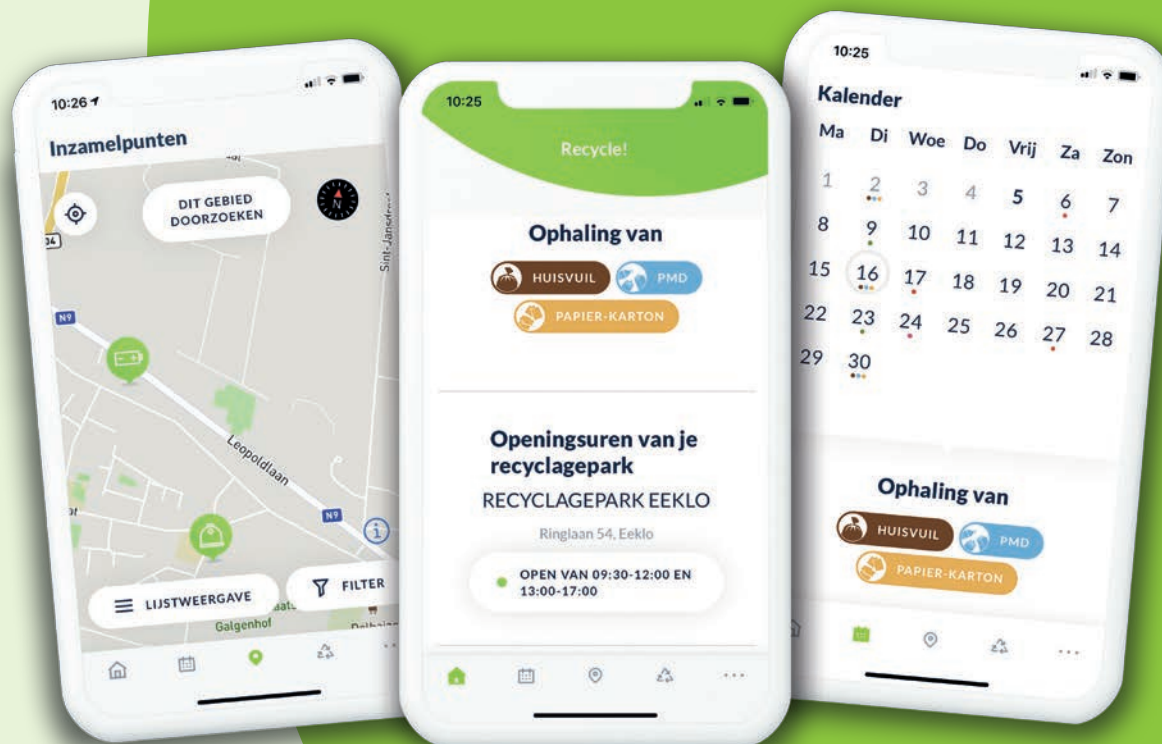 10:26
Inzamelpunten
DIT GEBIED
DOORZOEKEN
N
Sint-Jansdreef
N9
Leopoldlaan
N9
LIJSTWEERGAVE
FILTER
Galgenhof
10:25
Recycle!
Ophaling van
HUISVUIL
PMD
PAPIER-KARTON
Openingsuren van je
recyclagepark
RECYCLAGEPARK EEKLO
Ringlaan 54, Eeklo
OPEN VAN 09:30-12:00 EN
13:00-17:00
10:25
Kalender
Ma Di Woe Do Vrij Za Zon
1 2 3 4 5 6 7
8 9 10 11 12 13 14
15 16 17 18 19 20 21
22 23 24 25 26 27 28
29 30
Ophaling van
HUISVUIL
PMD
PAPIER-KARTON